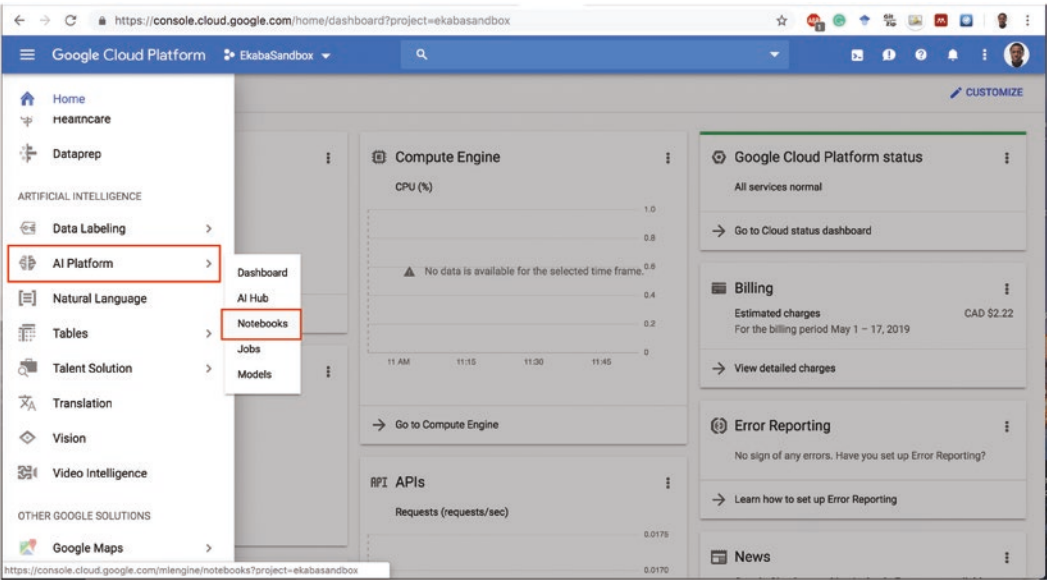 https://console.cloud.google.com/home/dashboard?project=ekabasandbox
Google Cloud Platform
EkabaSandbox
CUSTOMIZE
Home
Healthcare
Dataprep
ARTIFICIAL INTELLIGENCE
Data Labeling
AI Platform
Natural Language
Tables
Talent Solution
Translation
Vision
Video Intelligence
OTHER GOOGLE SOLUTIONS
Google Maps
https://console.cloud.google.com/mlengine/notebooks?project=ekabasandbox
Dashboard
AI Hub
Notebooks
Jobs
Models
Compute Engine
CPU (%)
1.0
0.8
No data is available for the selected time frame.
0.6
0.4
0.2
0
11 AM 11:15 11:30 11:45
Go to Compute Engine
API APIs
Requests (requests/sec)
0.0175
0.0170
Google Cloud Platform status
All services normal
Go to Cloud status dashboard
Billing
Estimated charges CAD $2.22
For the billing period May 1 – 17, 2019
View detailed charges
Error Reporting
No sign of any errors. Have you set up Error Reporting?
Learn how to set up Error Reporting
News